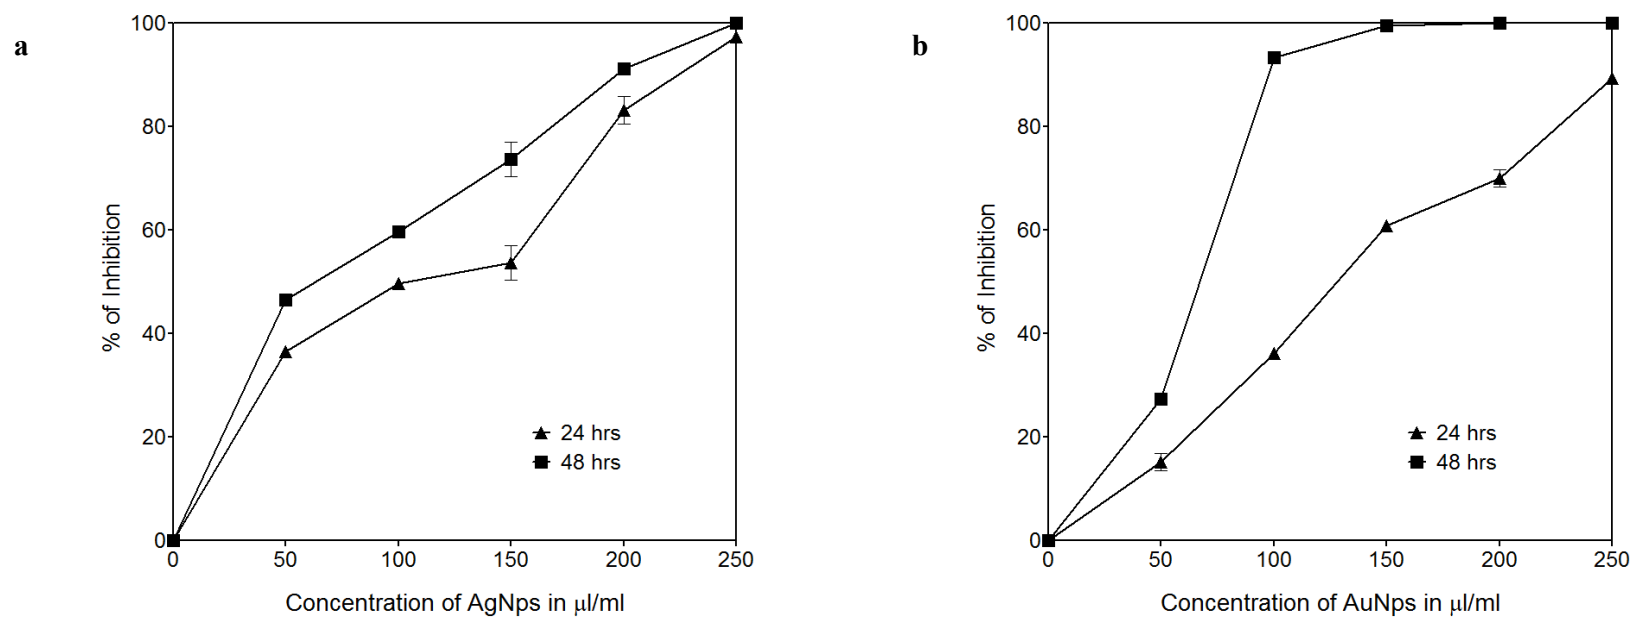 a
100
80
60
40
20
0
% of Inhibition
24 hrs
48 hrs
0 50 100 150 200 250
Concentration of AgNps in μl/ml
b
100
80
60
40
20
0
% of Inhibition
24 hrs
48 hrs
0 50 100 150 200 250
Concentration of AuNps in μl/ml